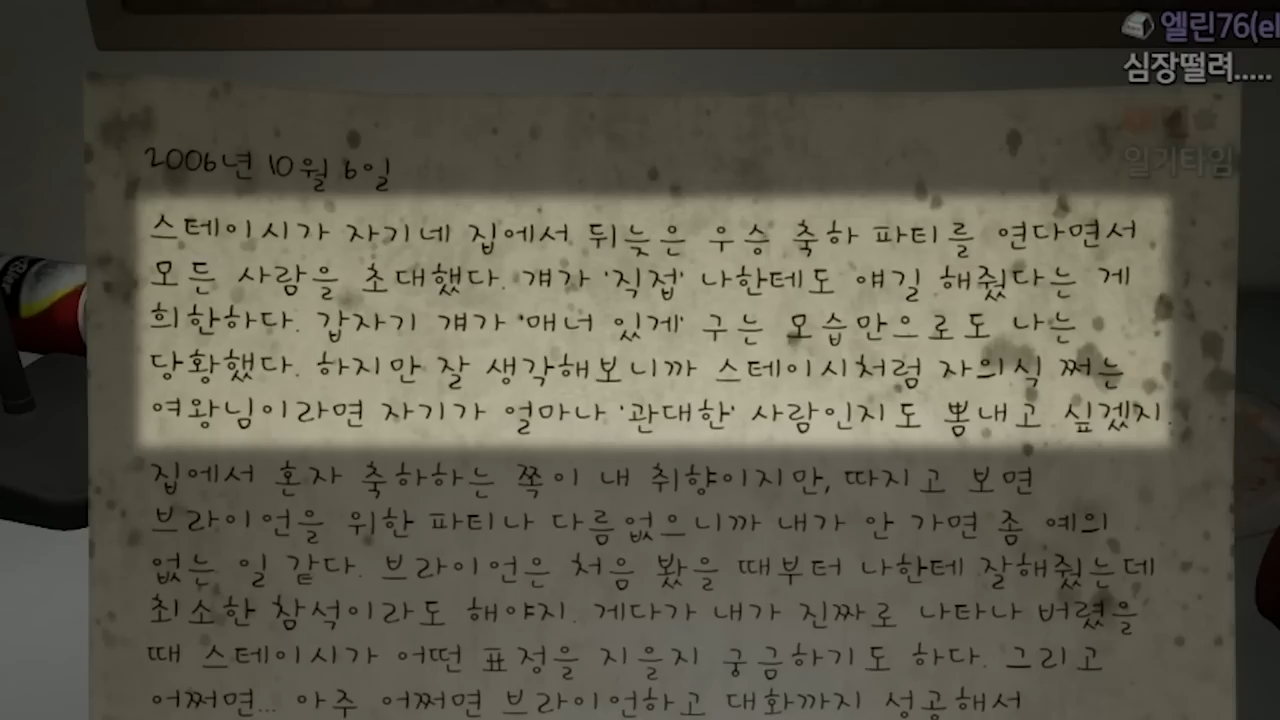 엘린76(el
심장떨려.....
일기타임
2006년 10월 6일
스테이시가 자기네 집에서 뒤늦은 우승 축하 파티를 연다면서
모든 사람을 초대했다. 걔가 '직접' 나한테도 얘길 해줬다는 게
희한하다. 갑자기 걔가 '매너 있게' 구는 모습만으로도 나는
당황했다. 하지만 잘 생각해보니까 스테이시처럼 자의식 쩌는
여왕님이라면 자기가 얼마나 '관대한' 사람인지도 뽐내고 싶겠지.
집에서 혼자 축하하는 쪽이 내 취향이지만, 따지고 보면
브라이언을 위한 파티나 다름없으니까 내가 안 가면 좀 예의
없는 일 같다. 브라이언은 처음 봤을 때부터 나한테 잘해줬는데
최소한 참석이라도 해야지. 게다가 내가 진짜로 나타나 버렸을
때 스테이시가 어떤 표정을 지을지 궁금하기도 하다. 그리고
어쩌면... 아주 어쩌면 브라이언하고 대화까지 성공해서